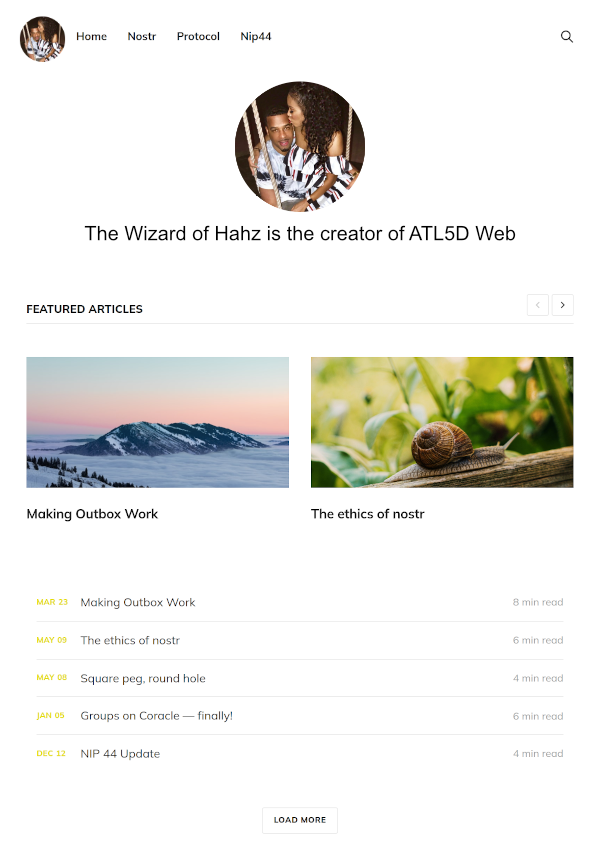 Home Nostr Protocol Nip44
The Wizard of Hahz is the creator of ATL5D Web
FEATURED ARTICLES
Making Outbox Work
The ethics of nostr
MAR 23 Making Outbox Work 8 min read
MAY 09 The ethics of nostr 6 min read
MAY 08 Square peg, round hole 4 min read
JAN 05 Groups on Coracle — finally! 6 min read
DEC 12 NIP 44 Update 4 min read
LOAD MORE